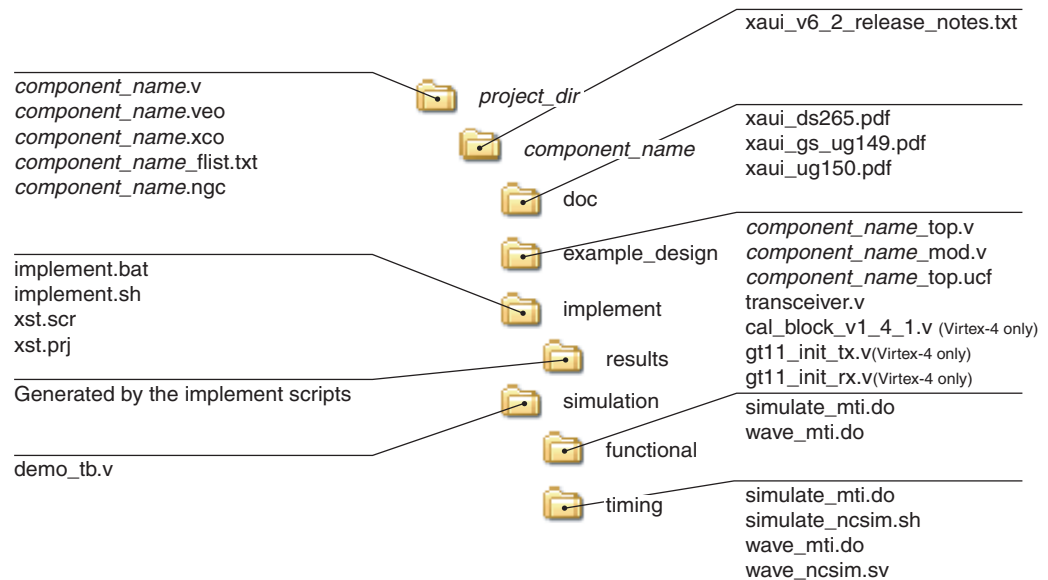 xaui_v6_2_release_notes.txt
component_name.v
component_name.veo
component_name.xco
component_name_flist.txt
component_name.ngc
project_dir
component_name
xaui_ds265.pdf
xaui_gs_ug149.pdf
xaui_ug150.pdf
doc
example_design
component_name_top.v
component_name_mod.v
component_name_top.ucf
transceiver.v
cal_block_v1_4_1.v (Virtex-4 only)
gt11_init_tx.v(Virtex-4 only)
gt11_init_rx.v(Virtex-4 only)
implement.bat
implement.sh
xst.scr
xst.prj
implement
results
Generated by the implement scripts
simulation
simulate_mti.do
wave_mti.do
functional
demo_tb.v
timing
simulate_mti.do
simulate_ncsim.sh
wave_mti.do
wave_ncsim.sv